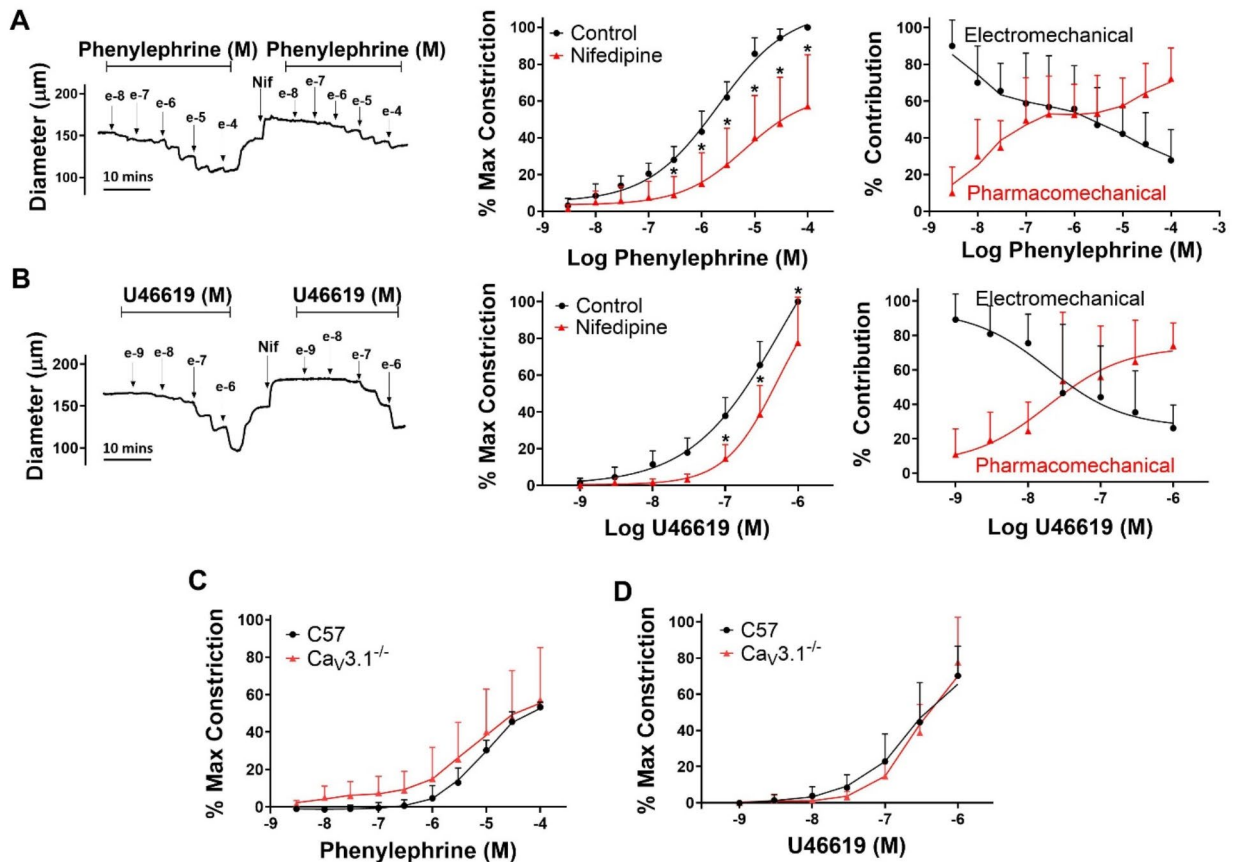 A
Phenylephrine (M) Phenylephrine (M)
Diameter (μm)
200
150
100
e-8 e-7 e-6 e-5 e-4 Nif e-8 e-7 e-6 e-5 e-4
10 mins
% Max Constriction
100
80
60
40
20
0
Control
Nifedipine
* * * * * *
-9 -8 -7 -6 -5 -4 -3
Log Phenylephrine (M)
% Contribution
100
80
60
40
20
0
Electromechanical
Pharmacomechanical
-9 -8 -7 -6 -5 -4 -3
Log Phenylephrine (M)
B
U46619 (M) U46619 (M)
Diameter (μm)
200
150
100
e-9 e-8 e-7 e-6 Nif e-9 e-8 e-7 e-6
10 mins
% Max Constriction
100
80
60
40
20
0
Control
Nifedipine
* * *
-9 -8 -7 -6
Log U46619 (M)
% Contribution
100
80
60
40
20
0
Electromechanical
Pharmacomechanical
-9 -8 -7 -6
Log U46619 (M)
C
% Max Constriction
100
80
60
40
20
0
C57
CaV3.1-/-
-9 -8 -7 -6 -5 -4
Phenylephrine (M)
D
% Max Constriction
100
80
60
40
20
0
C57
CaV3.1-/-
-9 -8 -7 -6
U46619 (M)